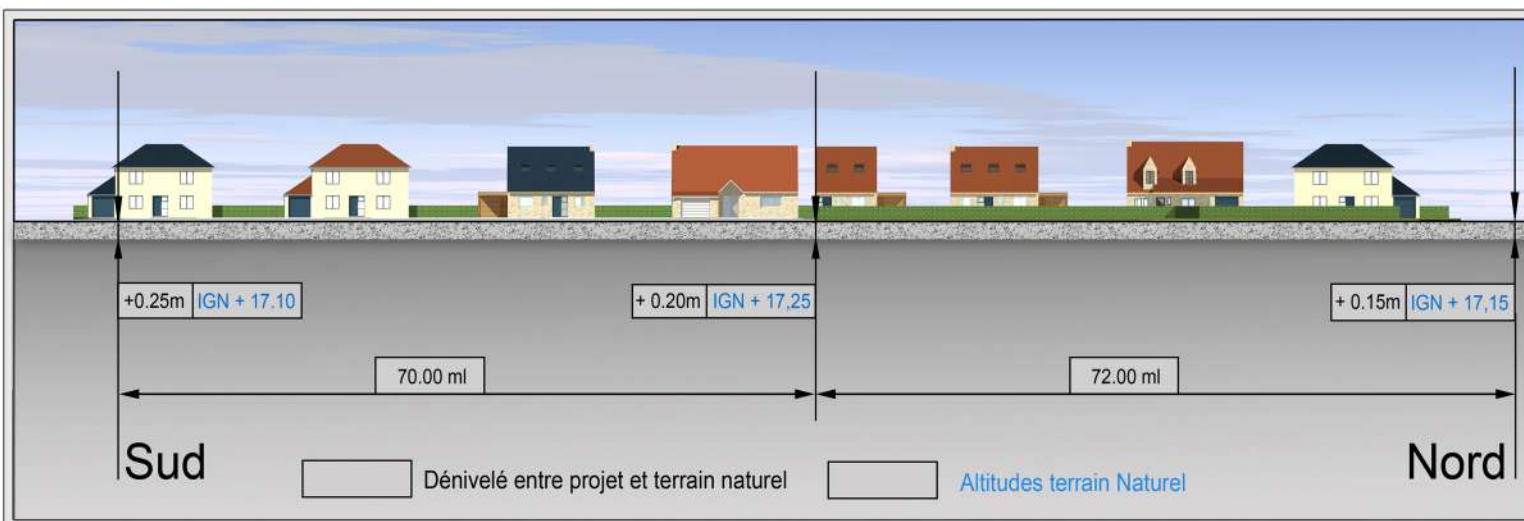 +0.25m IGN + 17.10
+ 0.20m IGN + 17,25
+ 0.15m IGN + 17,15
70.00 ml
72.00 ml
Sud
Nord
Dénivelé entre projet et terrain naturel
Altitudes terrain Naturel